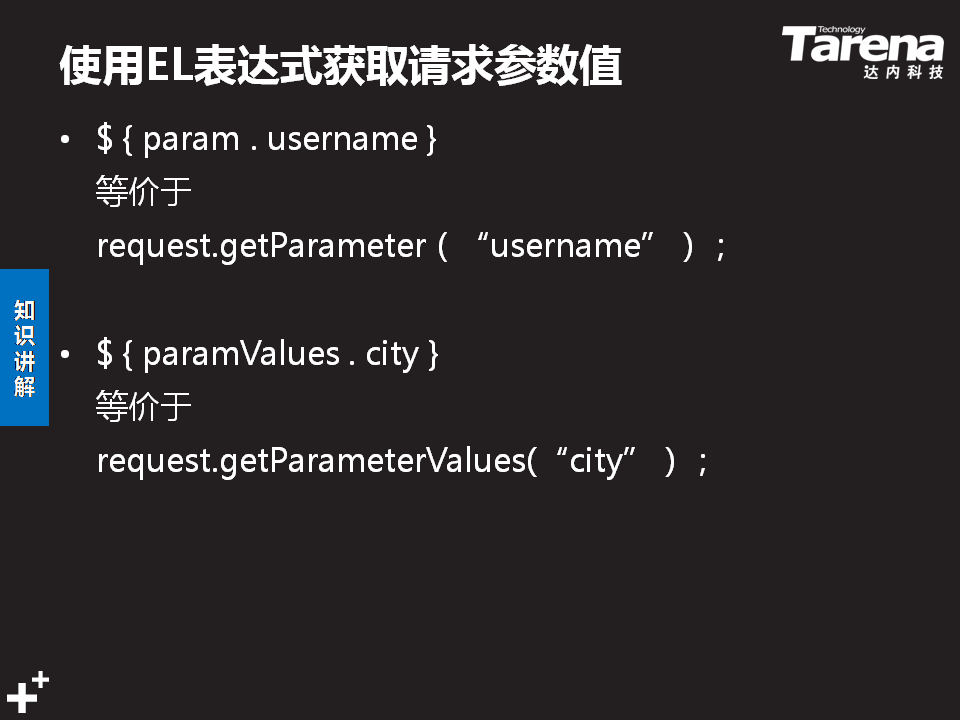 使用EL表达式获取请求参数值
Technology
Tarena
达内科技
• ${ param . username }
等价于
request.getParameter（ “username” ）；
知识讲解
• ${ paramValues . city }
等价于
request.getParameterValues( “city” ）；